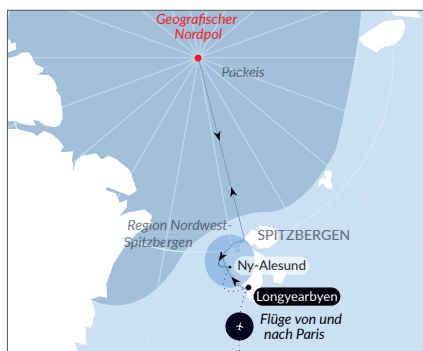 Geografischer
Nordpol
Packeis
Region Nordwest-
Spitzbergen
SPITZBERGEN
Ny-Alesund
Longyearbyen
Flüge von und
nach Paris